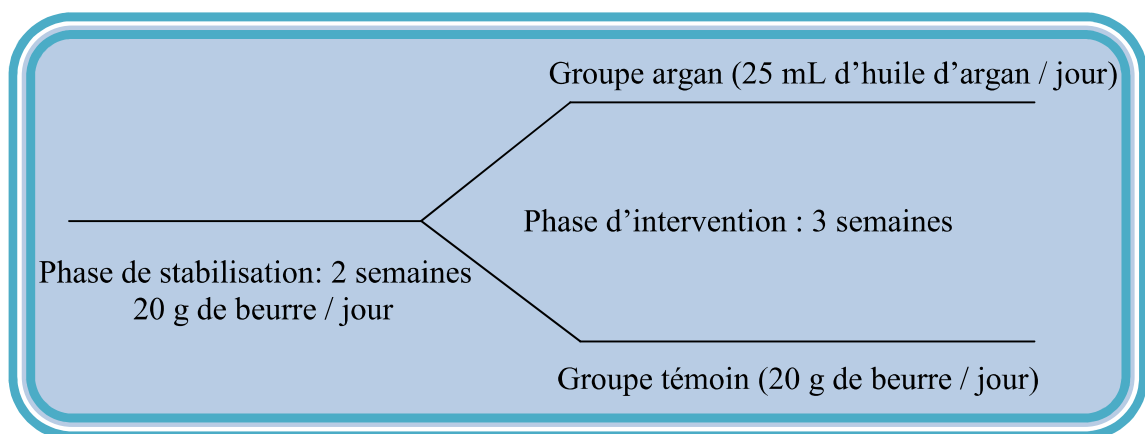 Groupe argan (25 mL d’huile d’argan / jour)
Phase d’intervention : 3 semaines
Phase de stabilisation: 2 semaines
20 g de beurre / jour
Groupe témoin (20 g de beurre / jour)